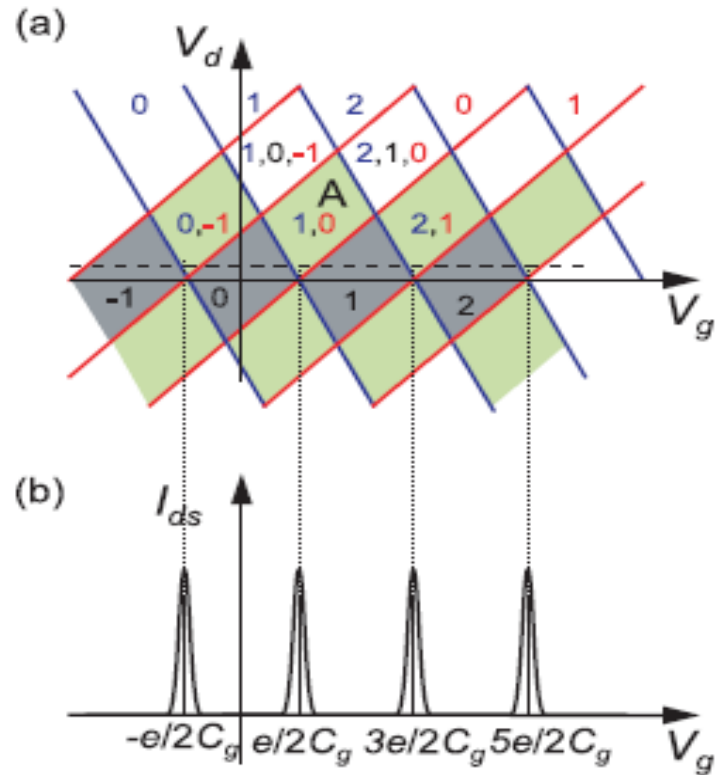 (a)
V_d
0 1 2 0 1
1,0,-1 2,1,0
A
0,-1 1,0 2,1
-1 0 1 2
V_g
(b)
I_ds
-e/2C_g e/2C_g 3e/2C_g 5e/2C_g
V_g